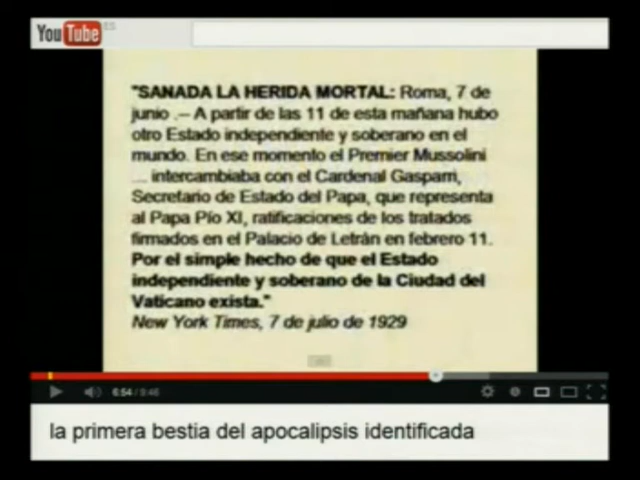 YouTube ES
"SANADA LA HERIDA MORTAL: Roma, 7 de
junio .– A partir de las 11 de esta mañana hubo
otro Estado independiente y soberano en el
mundo. En ese momento el Premier Mussolini
... intercambiaba con el Cardenal Gasparri,
Secretario de Estado del Papa, que representa
al Papa Pío XI, ratificaciones de los tratados
firmados en el Palacio de Letrán en febrero 11.
Por el simple hecho de que el Estado
independiente y soberano de la Ciudad del
Vaticano exista."
New York Times, 7 de julio de 1929
6:54 / 9:46
la primera bestia del apocalipsis identificada